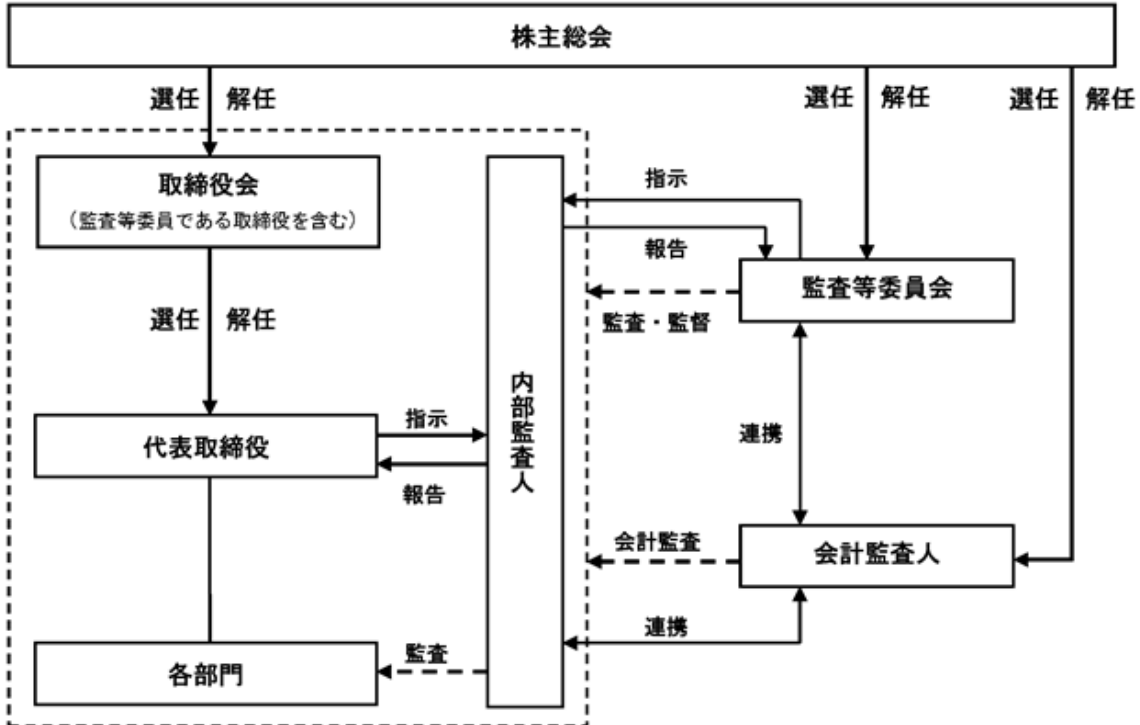 株主総会
選任 解任
選任 解任
選任 解任
取締役会
（監査等委員である取締役を含む）
指示
報告
監査等委員会
監査・監督
選任 解任
内部監査人
代表取締役
指示
報告
連携
会計監査
会計監査人
連携
監査
各部門